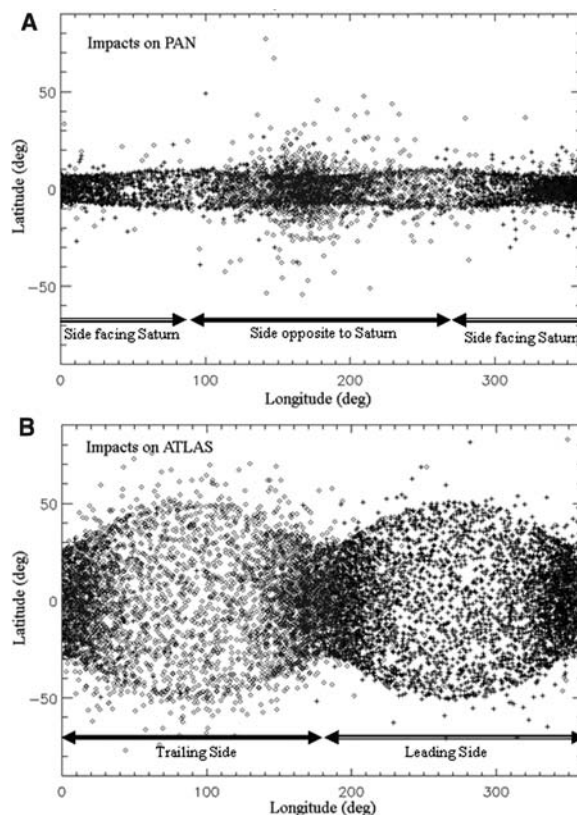 A
Impacts on PAN
50
0
−50
Latitude (deg)
Side facing Saturn
Side opposite to Saturn
Side facing Saturn
0
100
200
300
Longitude (deg)
B
Impacts on ATLAS
50
0
−50
Latitude (deg)
Trailing Side
Leading Side
0
100
200
300
Longitude (deg)